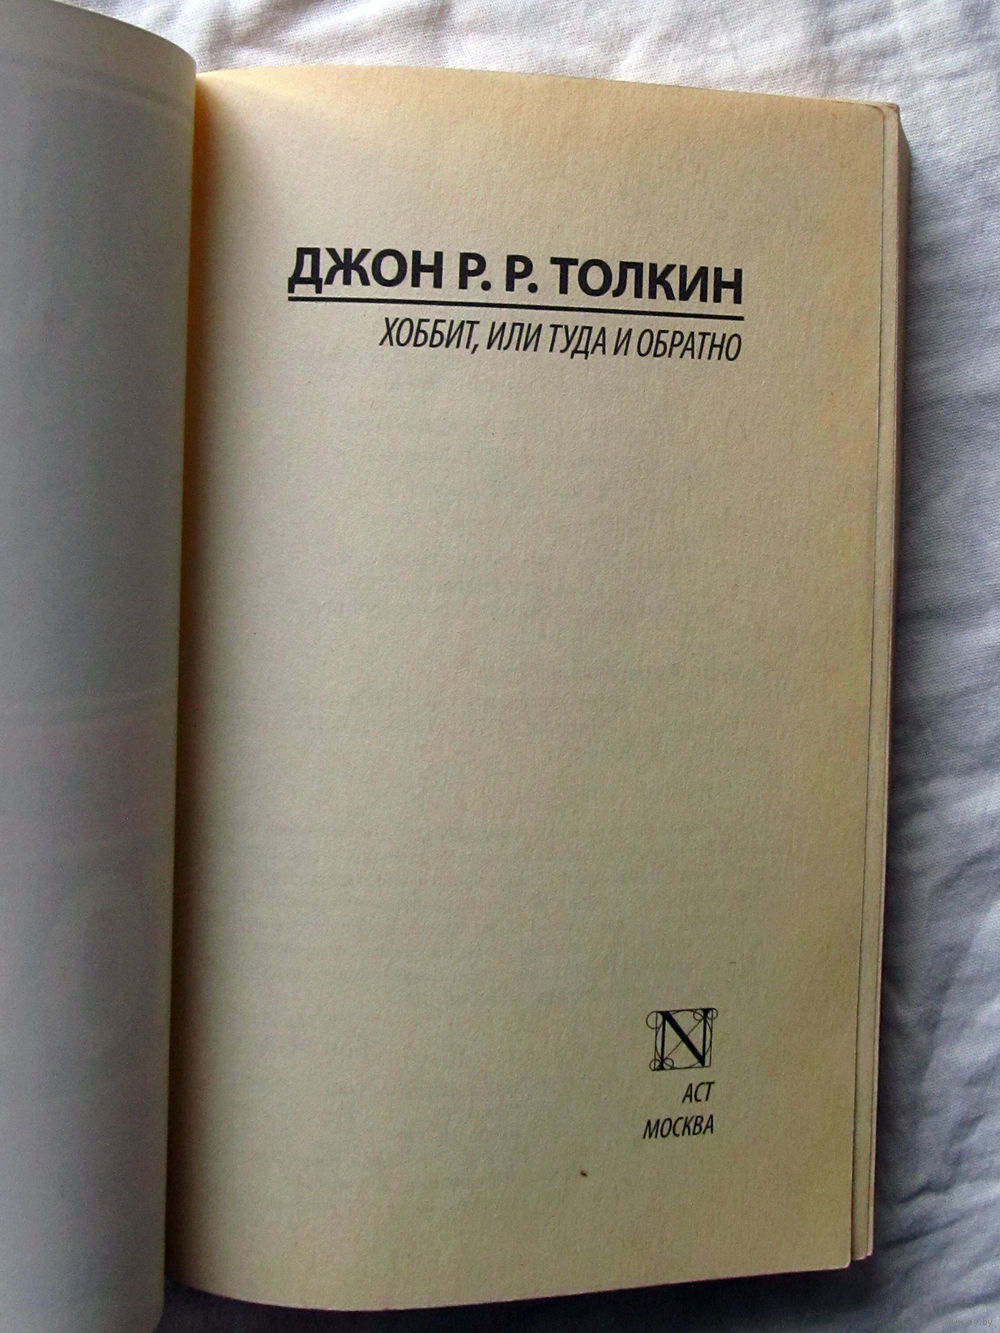 ДЖОН Р. Р. ТОЛКИН
ХОББИТ, ИЛИ ТУДА И ОБРАТНО
N
АСТ
МОСКВА